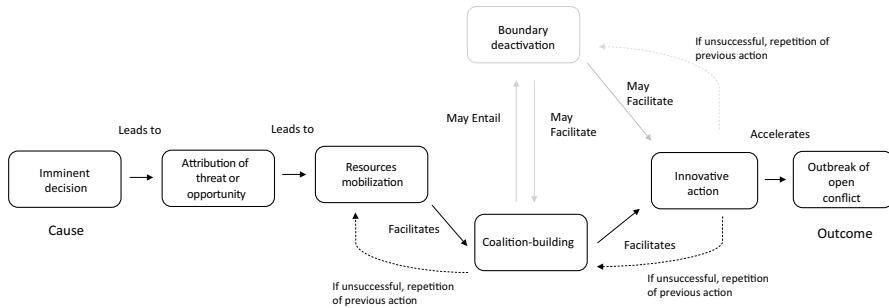 Boundary
deactivation
If unsuccessful, repetition of
previous action
May
Facilitate
May Entail
May
Facilitate
Leads to
Leads to
Accelerates
Imminent
decision
Attribution of
threat or
opportunity
Resources
mobilization
Innovative
action
Outbreak of
open
conflict
Cause
Facilitates
Coalition-building
Facilitates
Outcome
If unsuccessful, repetition
of previous action
If unsuccessful, repetition
of previous action